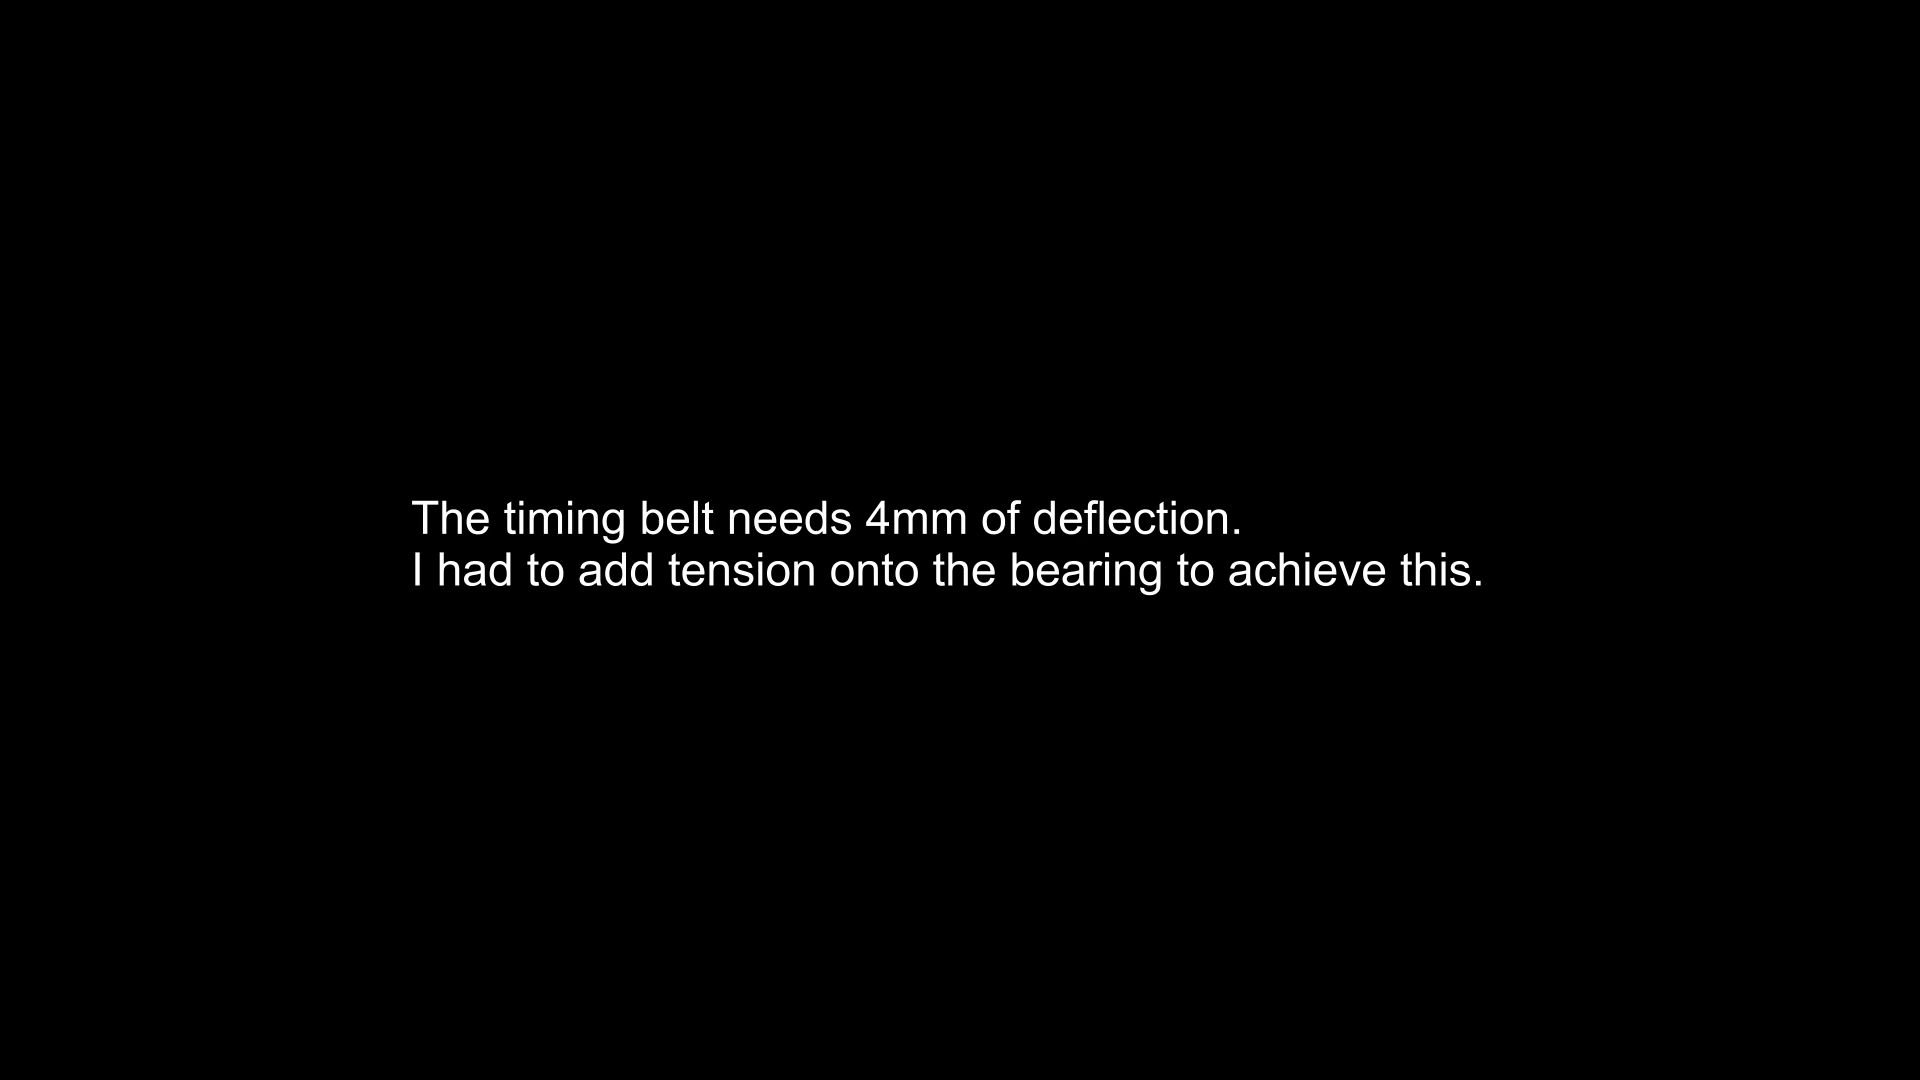 The timing belt needs 4mm of deflection.
I had to add tension onto the bearing to achieve this.